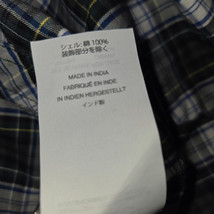 シェル: 綿 100%
装飾部分を除く・
MADE IN INDIA
FABRIQUÉ EN INDE
IN INDIEN HERGESTELLT
インド製